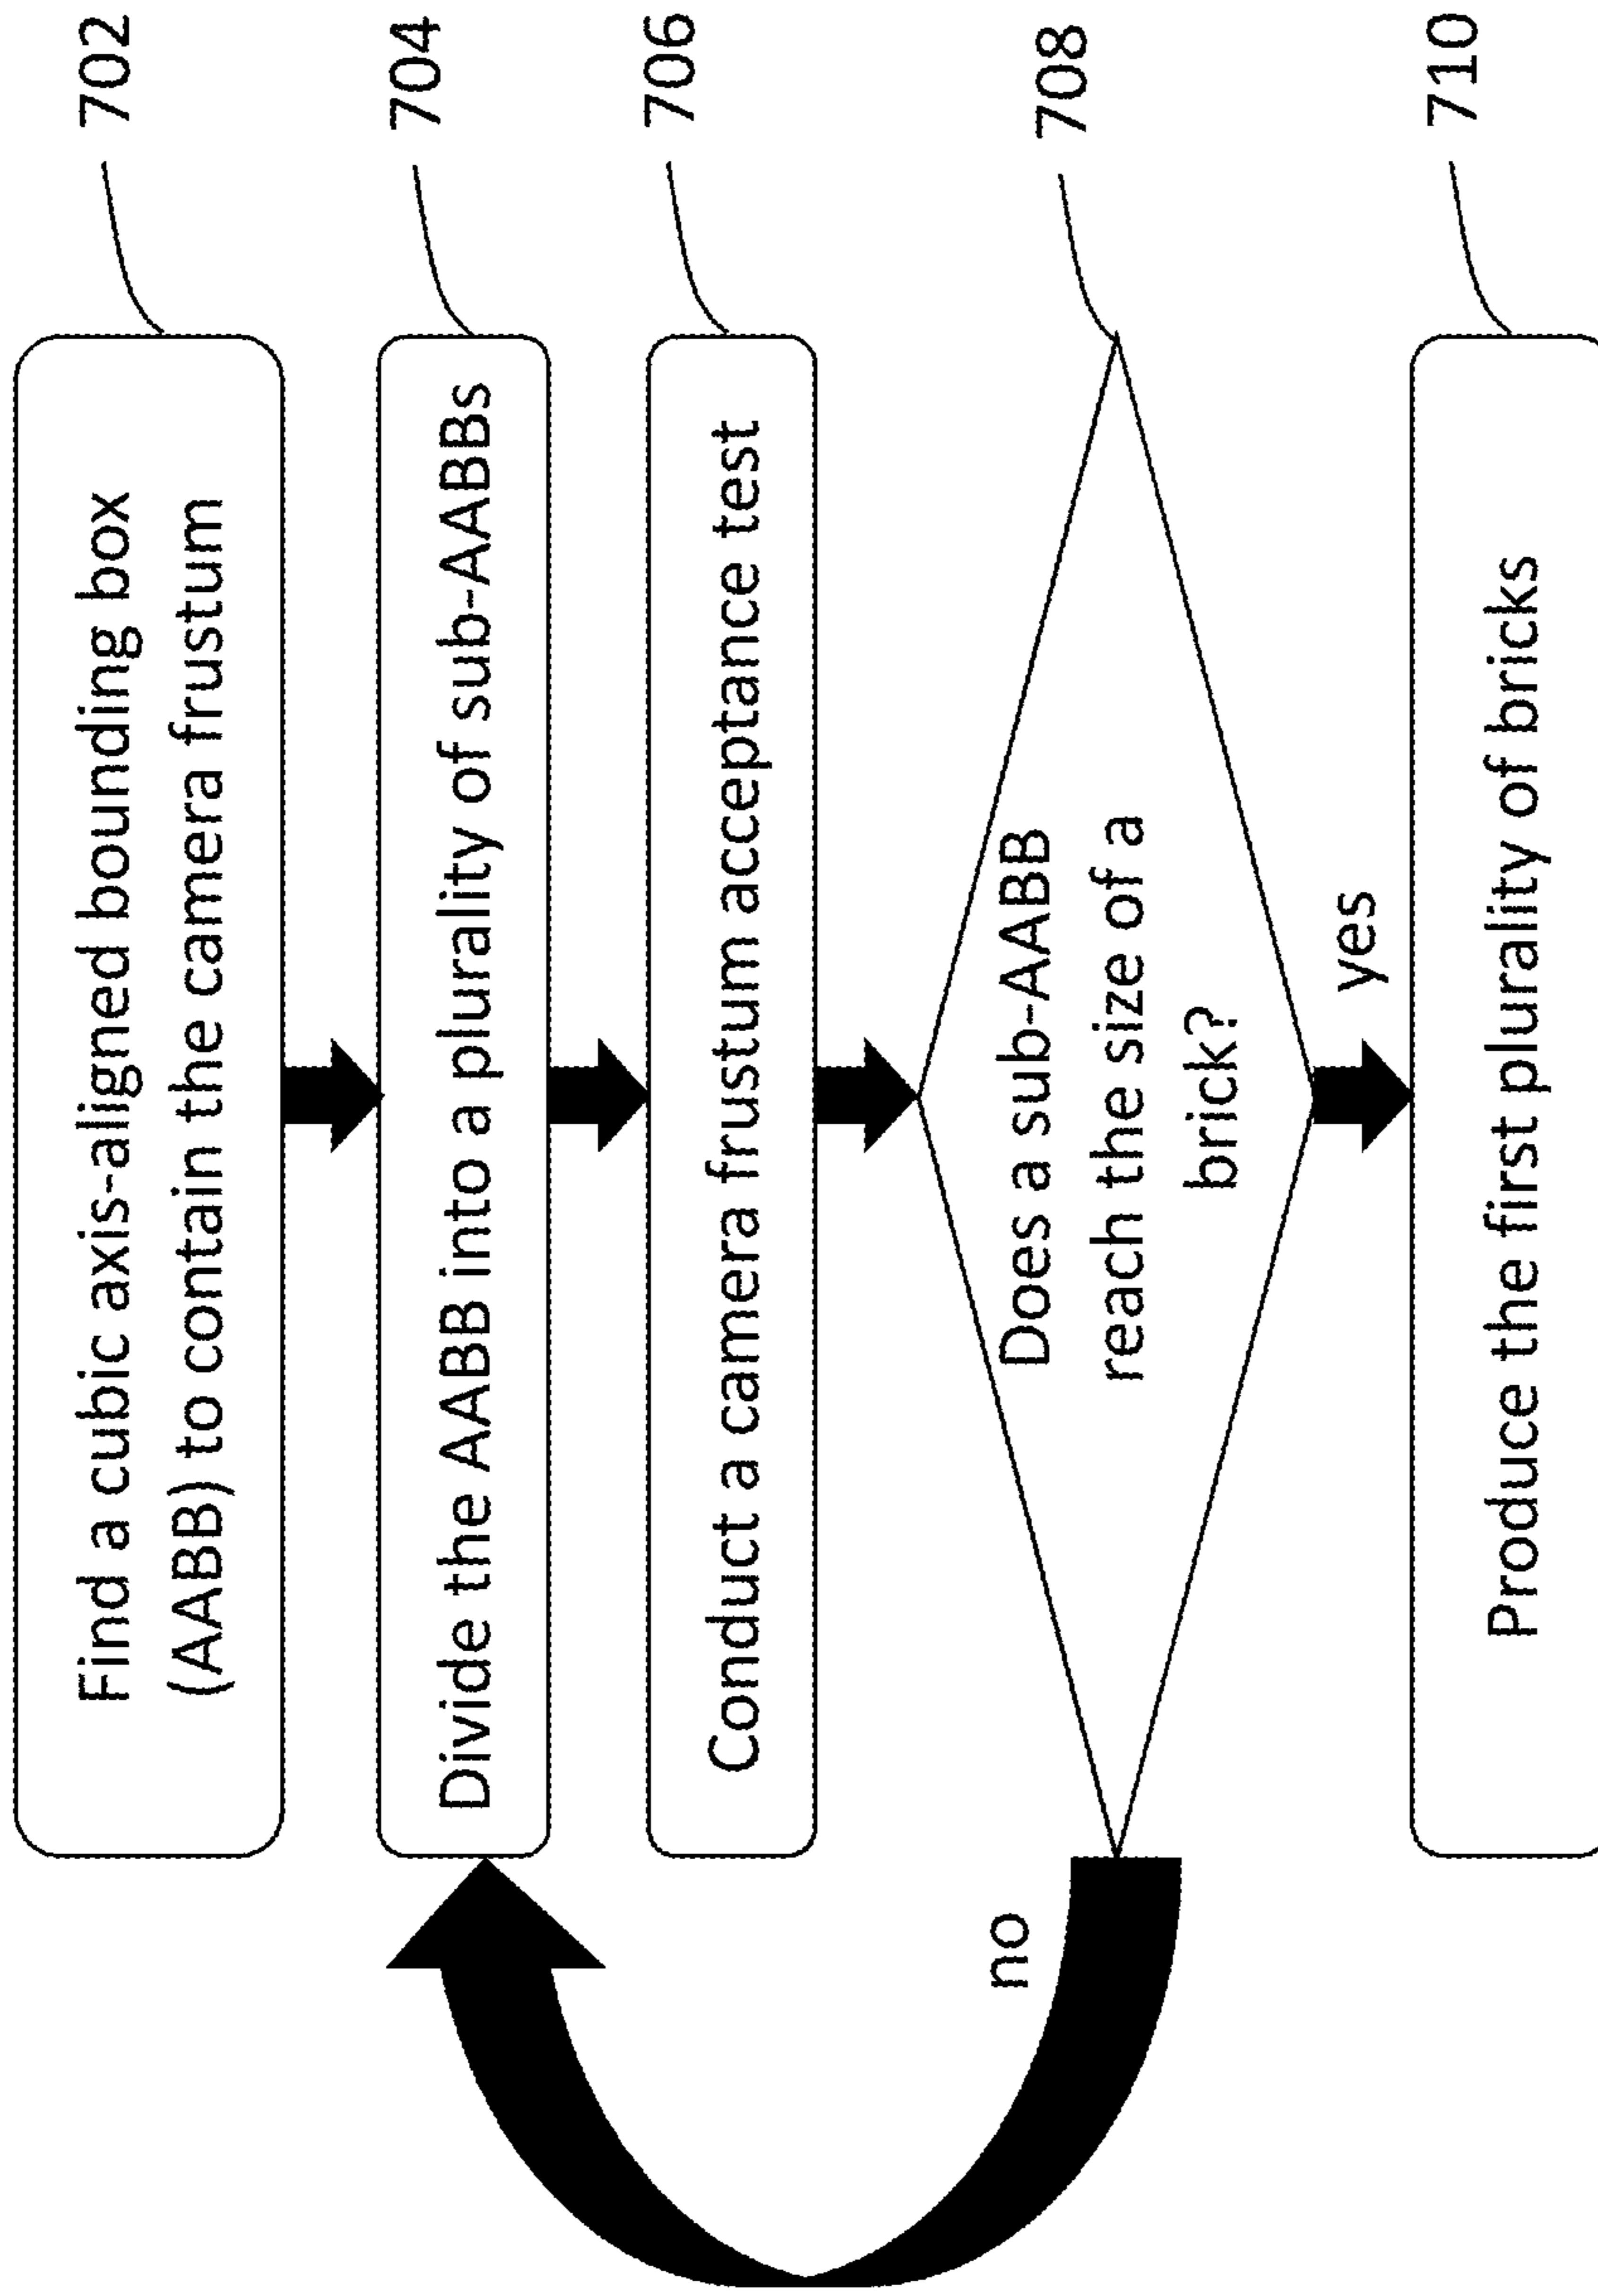 Find a cubic axis-aligned bounding box
(AABB) to contain the camera frustum
702
Divide the AABB into a plurality of sub-AABBs
704
Conduct a camera frustum acceptance test
706
Does a sub-AABB
reach the size of a
brick?
708
no
yes
Produce the first plurality of bricks
710